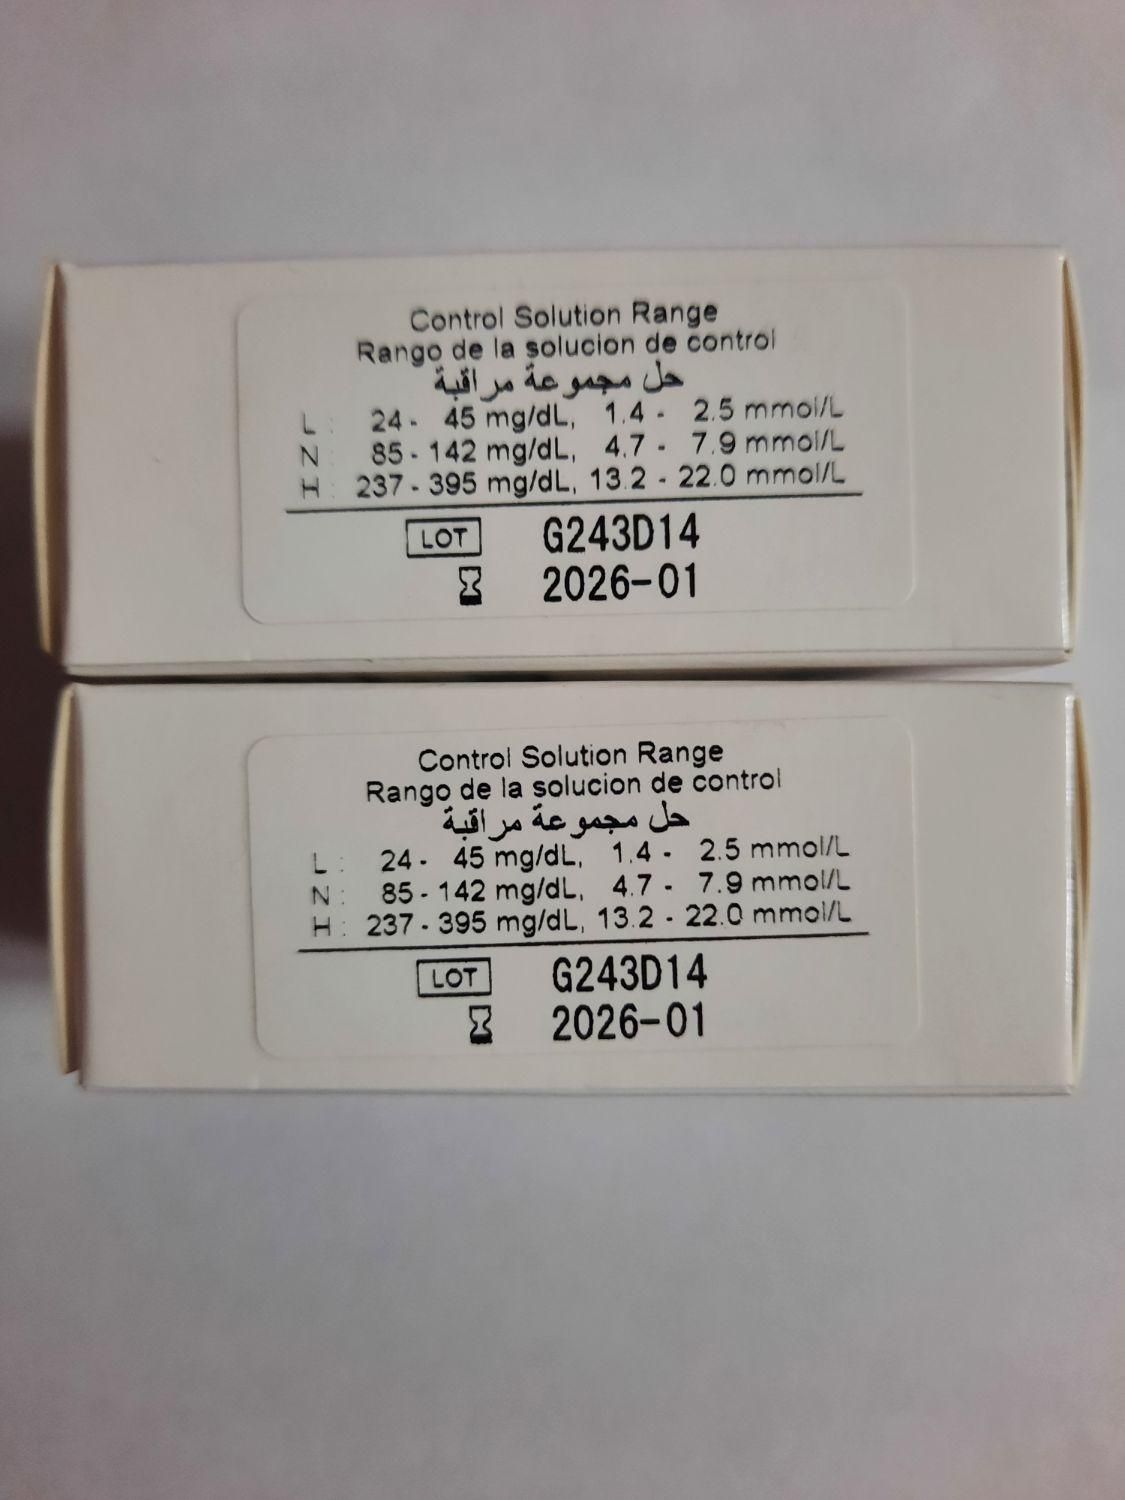 Control Solution Range
Rango de la solucion de control
حل مجموعة مراقبة
L : 24 - 45 mg/dL, 1.4 - 2.5 mmol/L
N : 85 - 142 mg/dL, 4.7 - 7.9 mmol/L
H : 237 - 395 mg/dL, 13.2 - 22.0 mmol/L
LOT G243D14
2026-01
Control Solution Range
Rango de la solucion de control
حل مجموعة مراقبة
L : 24 - 45 mg/dL, 1.4 - 2.5 mmol/L
N : 85 - 142 mg/dL, 4.7 - 7.9 mmol/L
H : 237 - 395 mg/dL, 13.2 - 22.0 mmol/L
LOT G243D14
2026-01